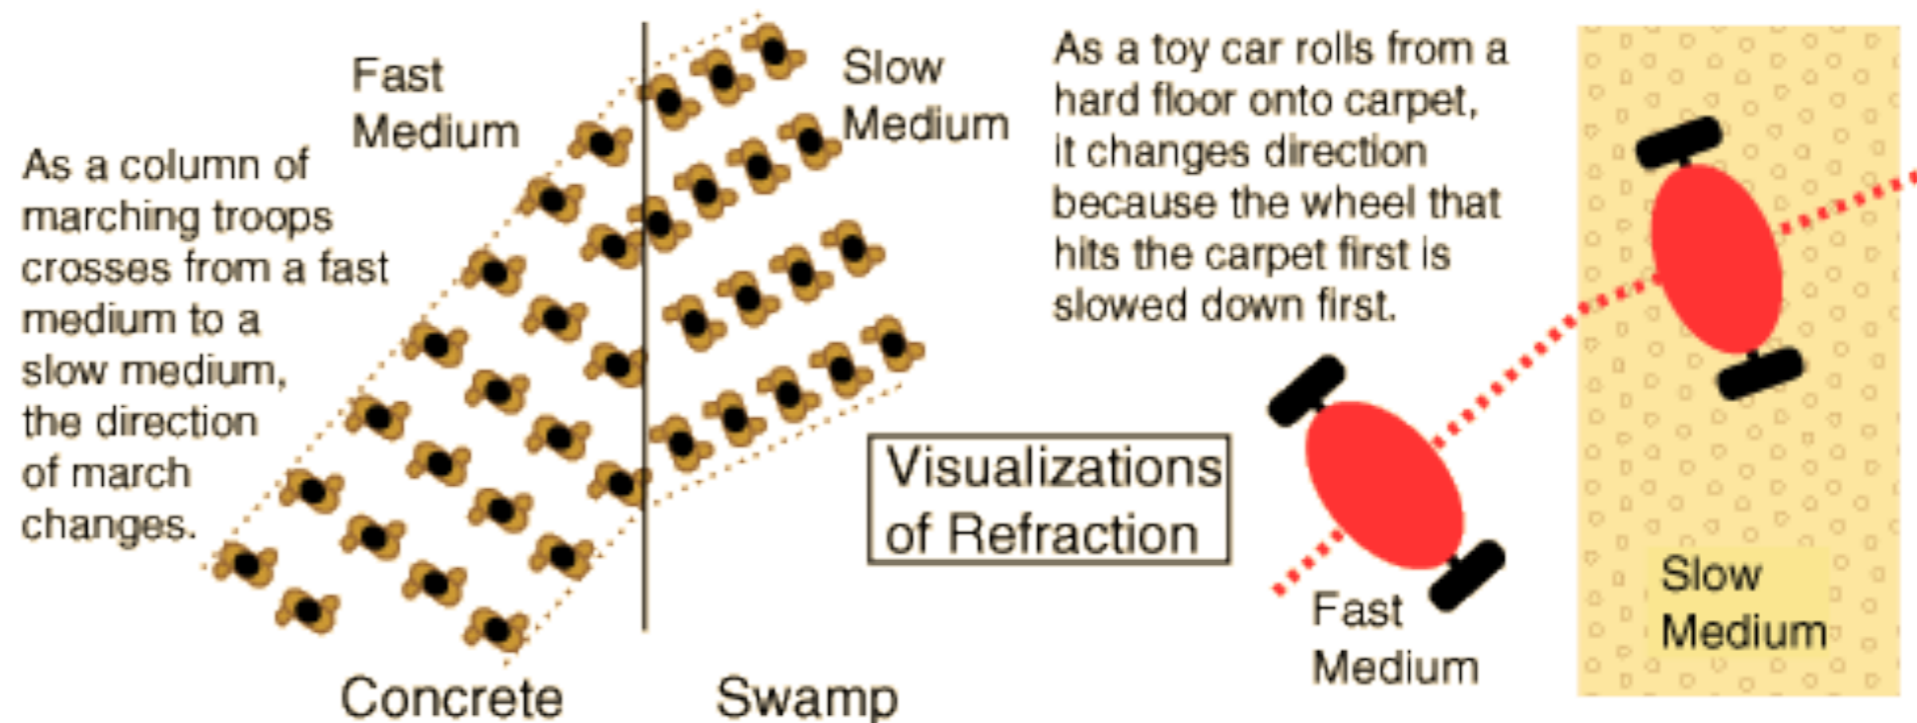 As a column of
marching troops
crosses from a fast
medium to a
slow medium,
the direction
of march
changes.
Fast
Medium
Slow
Medium
Concrete
Swamp
Visualizations
of Refraction
As a toy car rolls from a
hard floor onto carpet,
it changes direction
because the wheel that
hits the carpet first is
slowed down first.
Fast
Medium
Slow
Medium